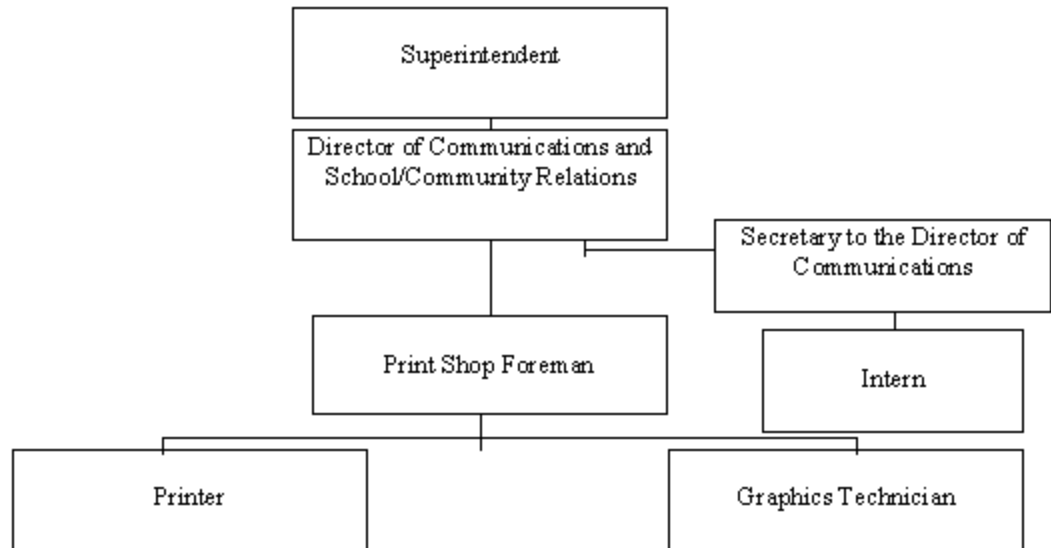 Superintendent
Director of Communications and
School/Community Relations
Secretary to the Director of
Communications
Print Shop Foreman
Intern
Printer
Graphics Technician